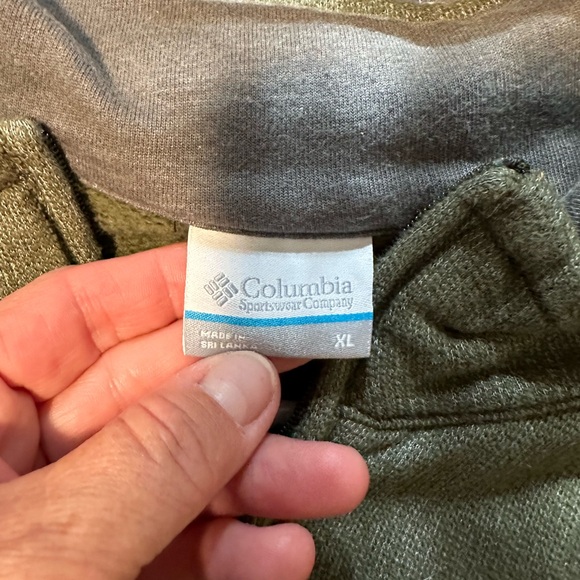 Columbia
Sportswear Company
MADE IN
SRI LANKA
XL